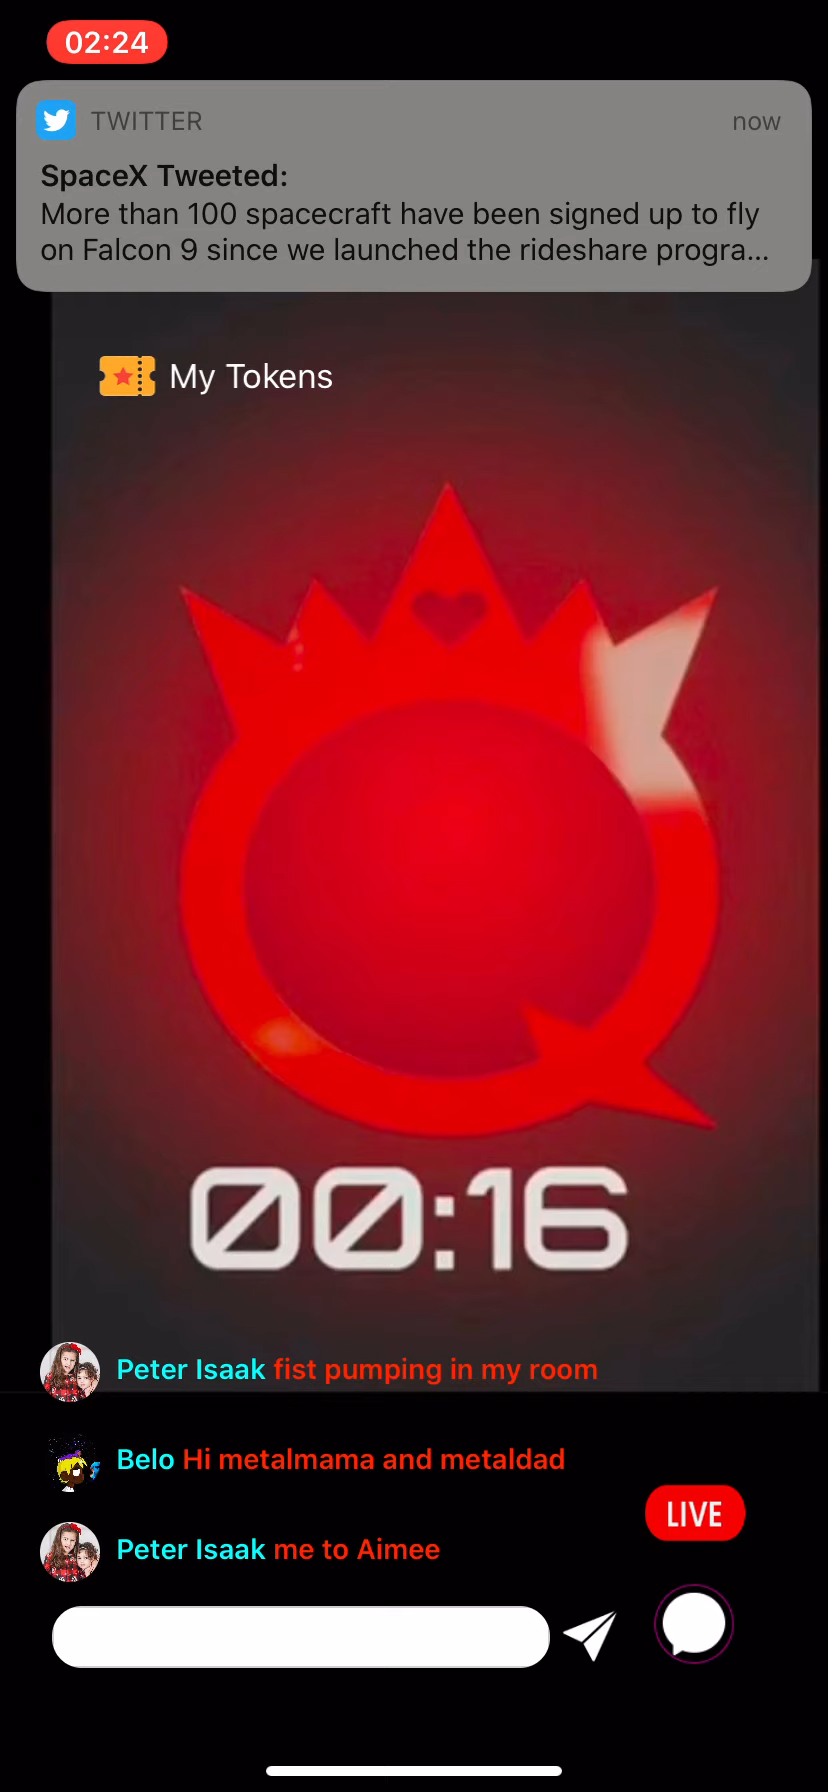 02:24
TWITTER
now
SpaceX Tweeted:
More than 100 spacecraft have been signed up to fly
on Falcon 9 since we launched the rideshare progra...
My Tokens
00:16
Peter Isaak fist pumping in my room
Belo Hi metalmama and metaldad
LIVE
Peter Isaak me to Aimee